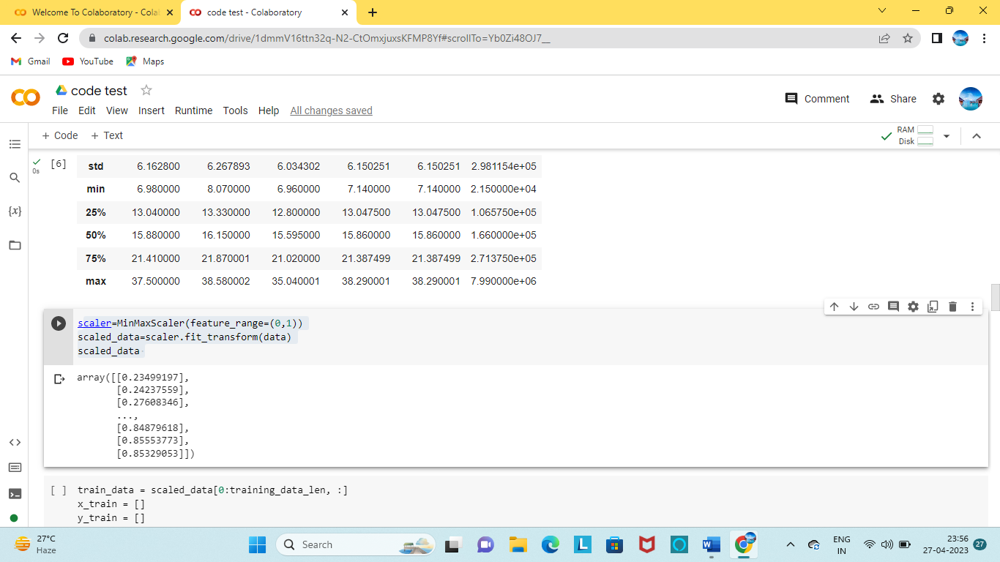 Welcome To Colaboratory - Cola
code test - Colaboratory
colab.research.google.com/drive/1dmmV16ttn32q-N2-CtOmxjuxsKFMP8Yf#scrollTo=Yb0Zi48OJ7__
Gmail YouTube Maps
code test
Comment Share
File Edit View Insert Runtime Tools Help All changes saved
+ Code + Text
RAM
Disk
[6] std 6.162800 6.267893 6.034302 6.150251 6.150251 2.981154e+05
0s
min 6.980000 8.070000 6.960000 7.140000 7.140000 2.150000e+04
25% 13.040000 13.330000 12.800000 13.047500 13.047500 1.065750e+05
50% 15.880000 16.150000 15.595000 15.860000 15.860000 1.660000e+05
75% 21.410000 21.870001 21.020000 21.387499 21.387499 2.713750e+05
max 37.500000 38.580002 35.040001 38.290001 38.290001 7.990000e+06
{x}
scaler=MinMaxScaler(feature_range=(0,1))
scaled_data=scaler.fit_transform(data)
scaled_data
array([[0.23499197],
[0.24237559],
[0.27608346],
...,
[0.84879618],
[0.85553773],
[0.85329053]])
[ ] train_data = scaled_data[0:training_data_len, :]
x_train = []
y_train = []
27°C
Haze
Search
L
W
ENG
IN
23:56
27-04-2023
27